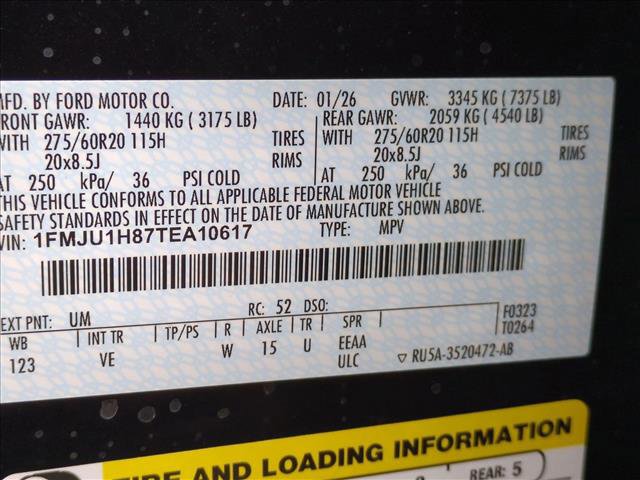 MFD. BY FORD MOTOR CO. DATE: 01/26 GVWR: 3345 KG ( 7375 LB)
FRONT GAWR: 1440 KG ( 3175 LB) REAR GAWR: 2059 KG ( 4540 LB)
WITH 275/60R20 115H TIRES WITH 275/60R20 115H TIRES
20x8.5J RIMS 20x8.5J RIMS
AT 250 kPa/ 36 PSI COLD AT 250 kPa/ 36 PSI COLD
THIS VEHICLE CONFORMS TO ALL APPLICABLE FEDERAL MOTOR VEHICLE
SAFETY STANDARDS IN EFFECT ON THE DATE OF MANUFACTURE SHOWN ABOVE.
VIN: 1FMJU1H87TEA10617 TYPE: MPV
EXT PNT: UM RC: 52 DSO: F0323
WB INT TR TP/PS R AXLE TR SPR T0264
123 VE W 15 U EEAA
ULC ▽ RU5A-3520472-AB
TIRE AND LOADING INFORMATION
REAR: 5